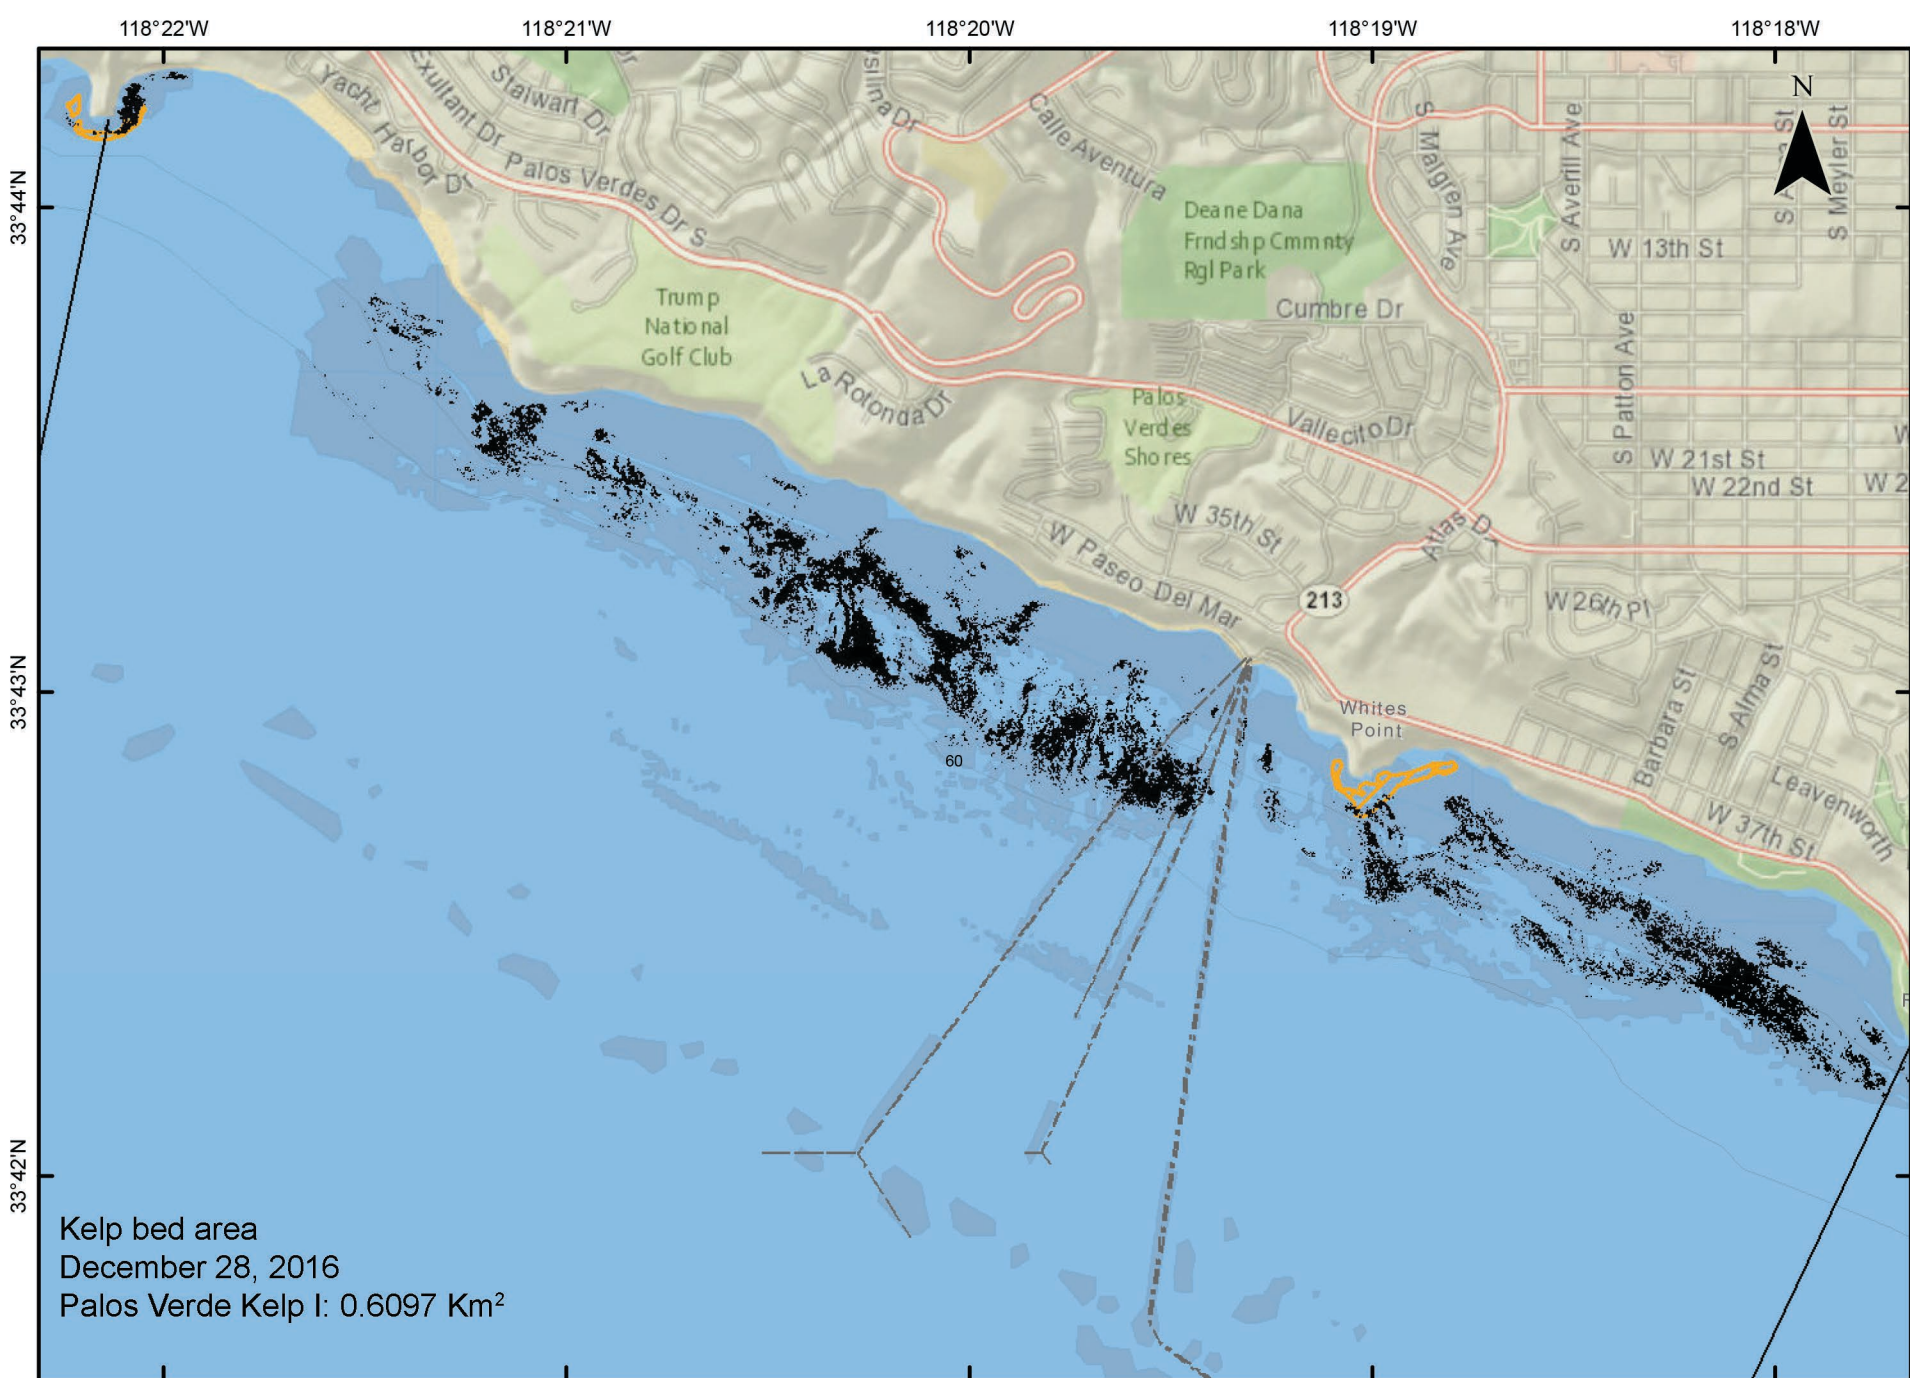 118°22'W
118°21'W
118°20'W
118°19'W
118°18'W
33°44'N
33°43'N
33°42'N
N
Yacht Harbor Dr
Exultant Dr
Stalwart Dr
Dr
Palos Verdes Dr S
Calle Aventura
S Malgren Ave
S Averill Ave
S Meyler St
W 13th St
Deane Dana
Frndshp Cmmnty
Rgl Park
Cumbre Dr
Trump
National
Golf Club
La Rotonda Dr
Palos
Verdes
Shores
Vallecito Dr
S Patton Ave
W 21st St
W 22nd St
W 2
W
W 35th St
Atlas Dr
W Paseo Del Mar
213
W 26th Pl
Barbara St
S Alma St
Whites
Point
Leavenworth
W 37th St
60
Kelp bed area
December 28, 2016
Palos Verde Kelp I: 0.6097 Km²